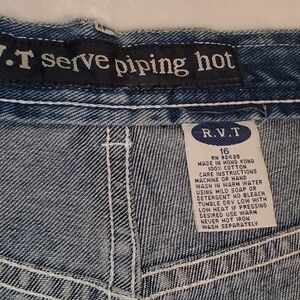 .T serve piping hot
R.V.T
16
RN 92438
MADE IN HONG KONG
100% COTTON
CARE INSTRUCTIONS
MACHINE OR HAND
WASH IN WARM WATER
USING MILD SOAP OR
DETERGENT NO BLEACH
TUMBLE DRY LOW WITH
LOW HEAT IF PRESSING
DESIRED USE WARM
NEVER HOT IRON
WASH SEPARATELY